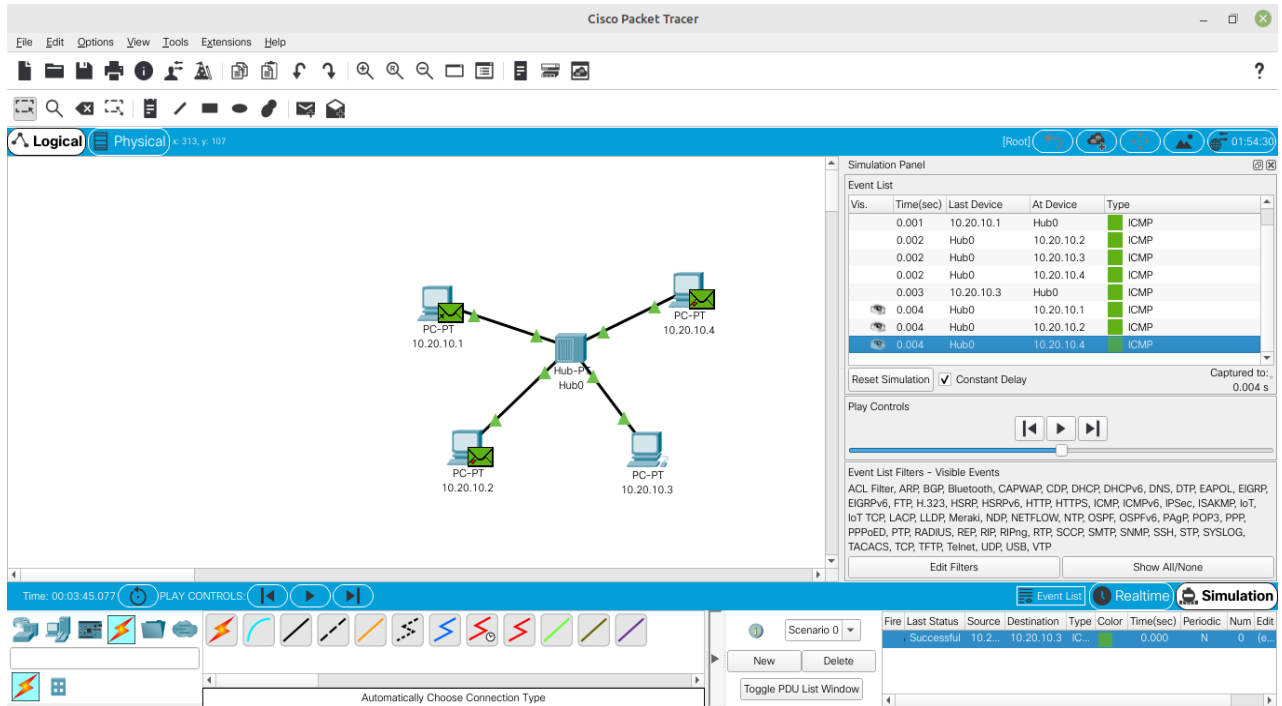 Cisco Packet Tracer
File Edit Options View Tools Extensions Help
Logical Physical x: 313, y: 107 [Root] 01:54:30
Simulation Panel
Event List
Vis. Time(sec) Last Device At Device Type
0.001 10.20.10.1 Hub0 ICMP
0.002 Hub0 10.20.10.2 ICMP
0.002 Hub0 10.20.10.3 ICMP
0.002 Hub0 10.20.10.4 ICMP
0.003 10.20.10.3 Hub0 ICMP
0.004 Hub0 10.20.10.1 ICMP
0.004 Hub0 10.20.10.2 ICMP
0.004 Hub0 10.20.10.4 ICMP
Reset Simulation Constant Delay Captured to:
0.004 s
Play Controls
Event List Filters - Visible Events
ACL Filter, ARP, BGP, Bluetooth, CAPWAP, CDP, DHCP, DHCPv6, DNS, DTP, EAPOL, EIGRP,
EIGRPv6, FTP, H.323, HSRP, HSRPv6, HTTP, HTTPS, ICMP, ICMPv6, IPSec, ISAKMP, IoT,
IoT TCP, LACP, LLDP, Meraki, NDP, NETFLOW, NTP, OSPF, OSPFv6, PAgP, POP3, PPP,
PPPoED, PTP, RADIUS, REP, RIP, RIPng, RTP, SCCP, SMTP, SNMP, SSH, STP, SYSLOG,
TACACS, TCP, TFTP, Telnet, UDP, USB, VTP
Edit Filters Show All/None
PC-PT
10.20.10.1
PC-PT
10.20.10.4
Hub-PT
Hub0
PC-PT
10.20.10.2
PC-PT
10.20.10.3
Time: 00:03:45.077 PLAY CONTROLS: Event List Realtime Simulation
Automatically Choose Connection Type
Scenario 0
New Delete
Toggle PDU List Window
Fire Last Status Source Destination Type Color Time(sec) Periodic Num Edit
Successful 10.2... 10.20.10.3 IC... 0.000 N 0 (e...